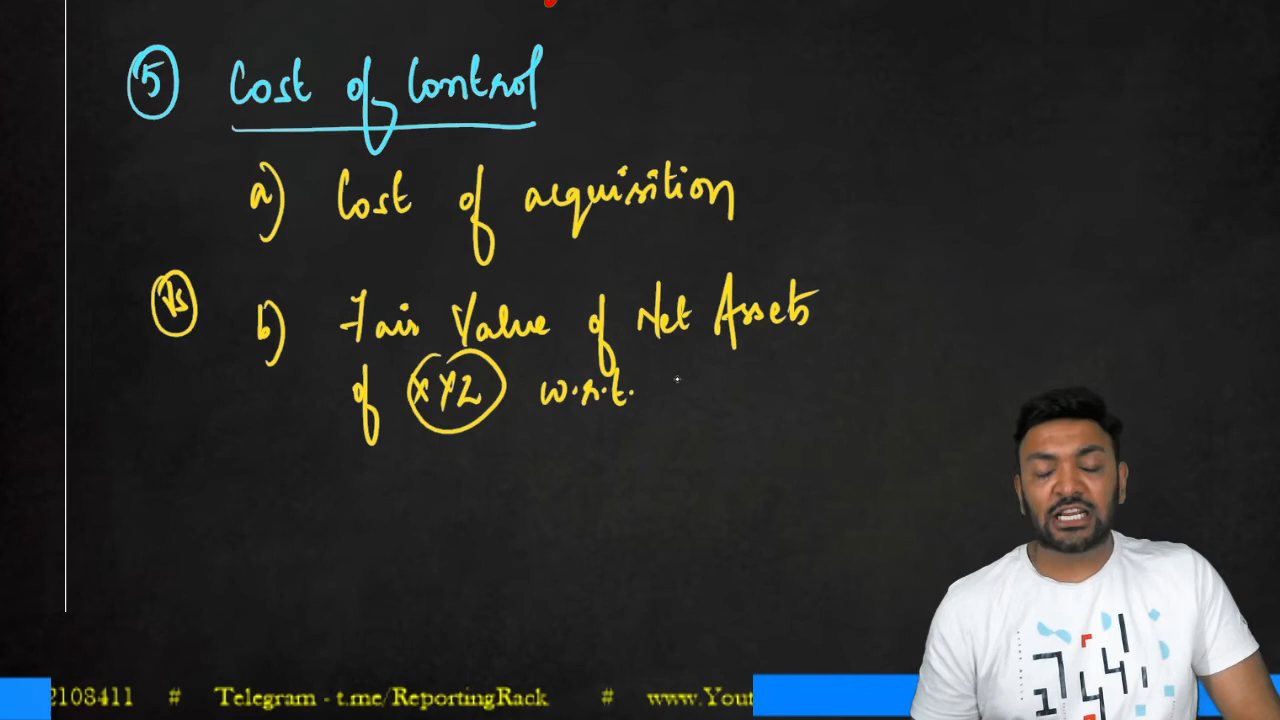 5 Cost of Control
a) Cost of acquisition
Vs
b) Fair Value of Net Assets
of XYZ w.r.t.
2108411 # Telegram - t.me/ReportingRack # www.Yout